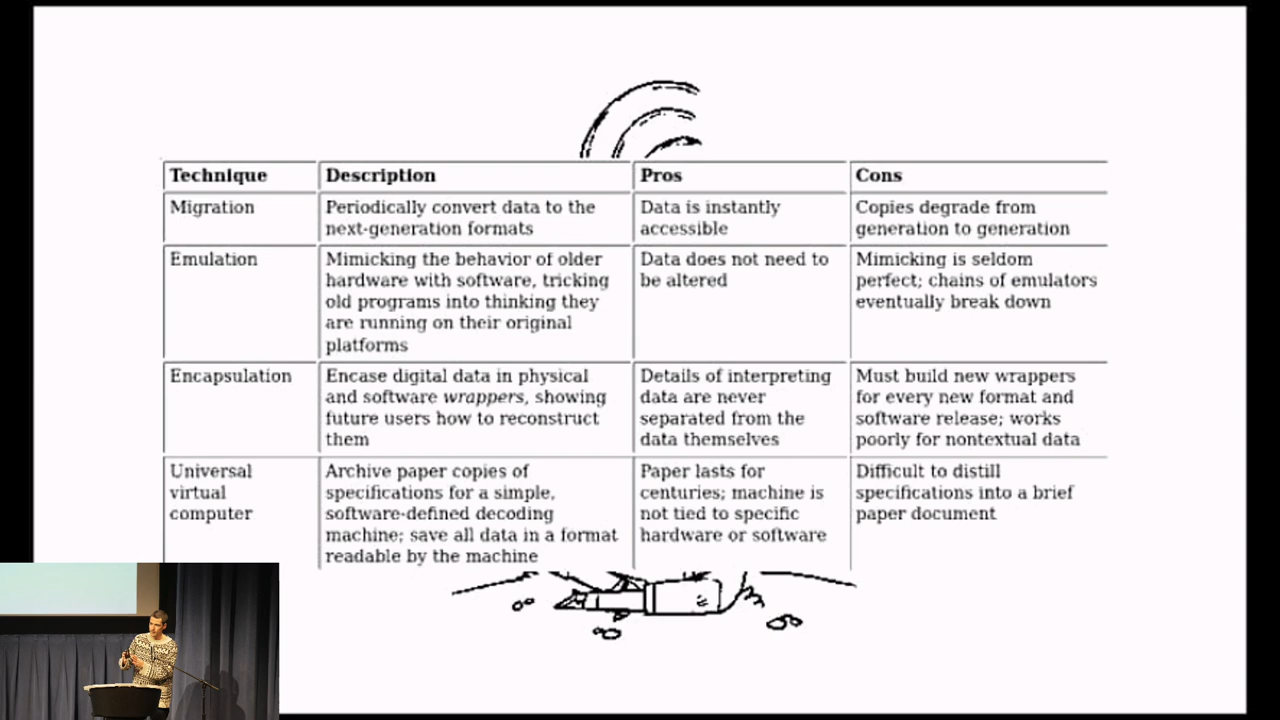 Technique Description Pros Cons
Migration Periodically convert data to the Data is instantly Copies degrade from
next-generation formats accessible generation to generation
Emulation Mimicking the behavior of older Data does not need to Mimicking is seldom
hardware with software, tricking be altered perfect; chains of emulators
old programs into thinking they eventually break down
are running on their original
platforms
Encapsulation Encase digital data in physical Details of interpreting Must build new wrappers
and software wrappers, showing data are never for every new format and
future users how to reconstruct separated from the software release; works
them data themselves poorly for nontextual data
Universal Archive paper copies of Paper lasts for Difficult to distill
virtual specifications for a simple, centuries; machine is specifications into a brief
computer software-defined decoding not tied to specific paper document
machine; save all data in a format hardware or software
readable by the machine